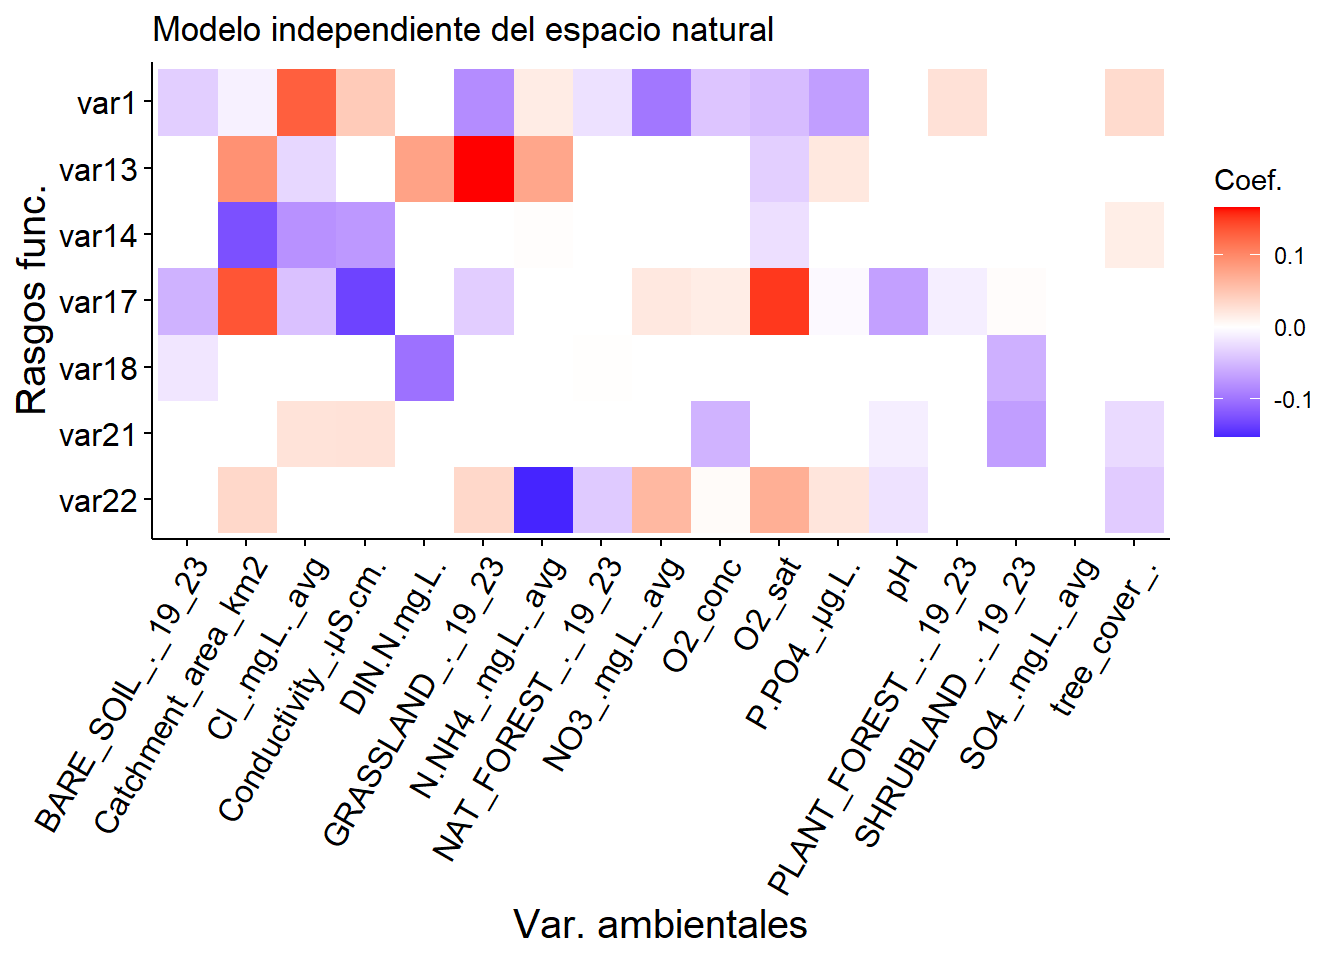 Modelo independiente del espacio natural
Rasgos func.
var1
var13
var14
var17
var18
var21
var22
BARE_SOIL_._19_23
Catchment_area_km2
Cl_.mg.L._avg
Conductivity_.µS.cm.
DIN.N.mg.L.
GRASSLAND_._19_23
N.NH4_.mg.L._avg
NAT_FOREST_._19_23
NO3_.mg.L._avg
O2_conc
O2_sat
P.PO4_.µg.L.
pH
PLANT_FOREST_._19_23
SHRUBLAND_._19_23
SO4_.mg.L._avg
tree_cover_.
Var. ambientales
Coef.
0.1
0.0
-0.1